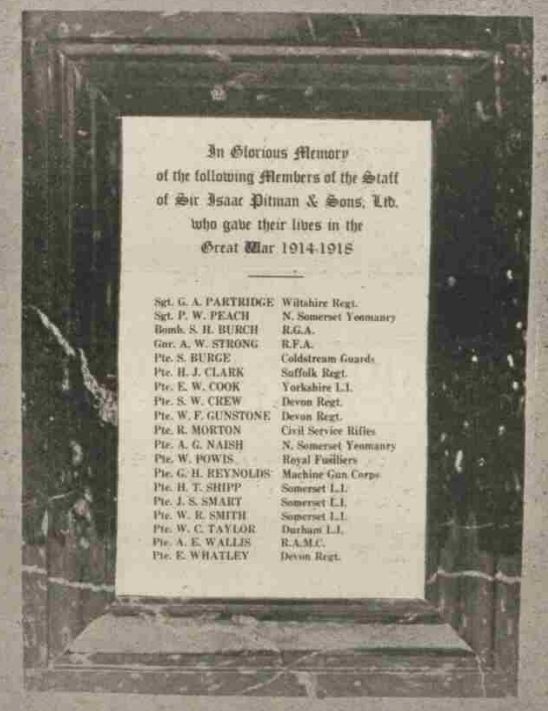 In Glorious Memory
of the following Members of the Staff
of Sir Isaac Pitman & Sons, Ltd.
who gave their lives in the
Great War 1914-1918
Sgt. G. A. PARTRIDGE Wiltshire Regt.
Sgt. P. W. PEACH N. Somerset Yeomanry
Bomb. S. H. BURCH R.G.A.
Gnr. A. W. STRONG R.F.A.
Pte. S. BURGE Coldstream Guards
Pte. H. J. CLARK Suffolk Regt.
Pte. E. W. COOK Yorkshire L.I.
Pte. S. W. CREW Devon Regt.
Pte. W. F. GUNSTONE Devon Regt.
Pte. R. MORTON Civil Service Rifles
Pte. A. G. NAISH N. Somerset Yeomanry
Pte. W. POWIS Royal Fusiliers
Pte. G. H. REYNOLDS Machine Gun Corps
Pte. H. T. SHIPP Somerset L.I.
Pte. J. S. SMART Somerset L.I.
Pte. W. R. SMITH Somerset L.I.
Pte. W. C. TAYLOR Durham L.I.
Pte. A. E. WALLIS R.A.M.C.
Pte. E. WHATLEY Devon Regt.